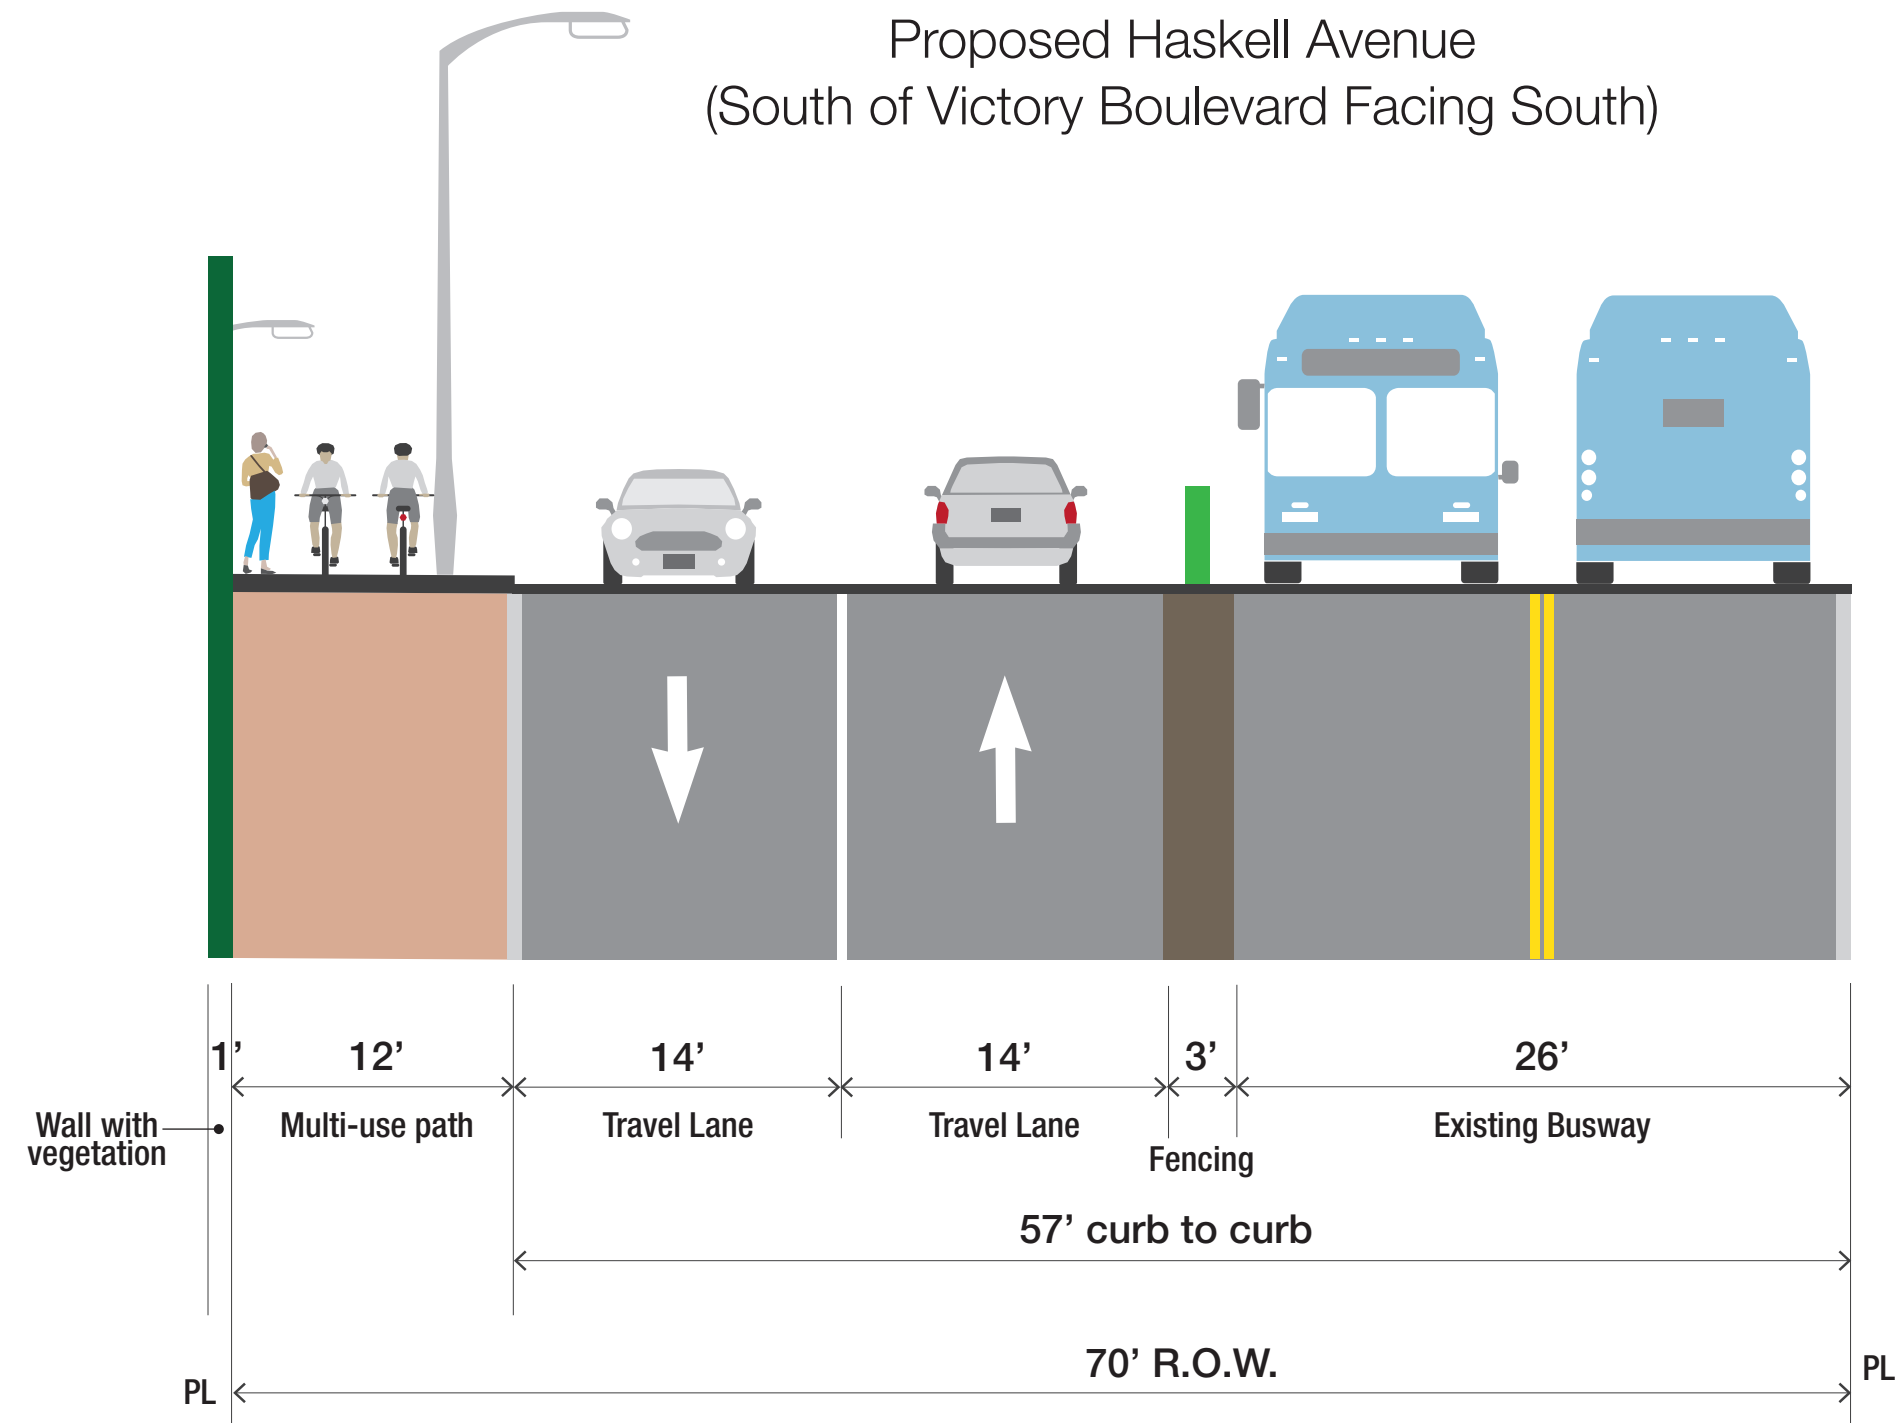 Proposed Haskell Avenue
(South of Victory Boulevard Facing South)
1’
12’
14’
14’
3’
26’
Wall with
vegetation
Multi-use path
Travel Lane
Travel Lane
Fencing
Existing Busway
57’ curb to curb
70’ R.O.W.
PL
PL